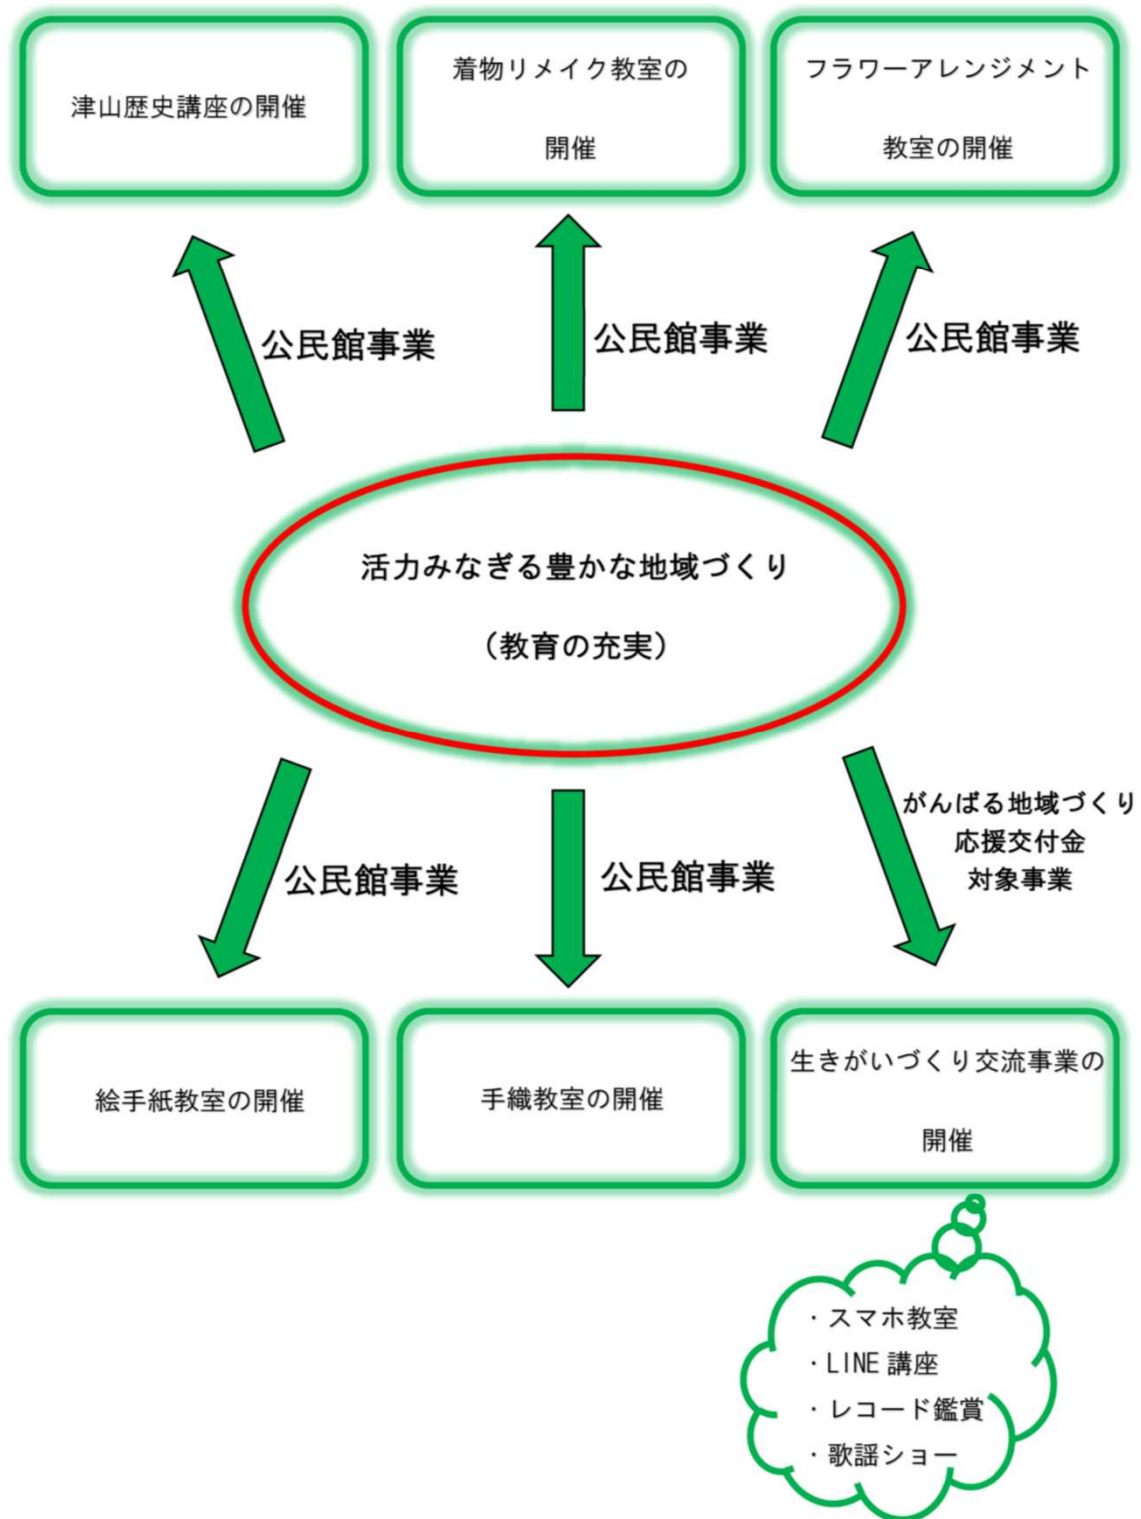 津山歴史講座の開催
着物リメイク教室の
開催
フラワーアレンジメント
教室の開催
公民館事業
公民館事業
公民館事業
活力みなぎる豊かな地域づくり
（教育の充実）
公民館事業
公民館事業
がんばる地域づくり
応援交付金
対象事業
絵手紙教室の開催
手織教室の開催
生きがいづくり交流事業の
開催
・スマホ教室
・LINE 講座
・レコード鑑賞
・歌謡ショー